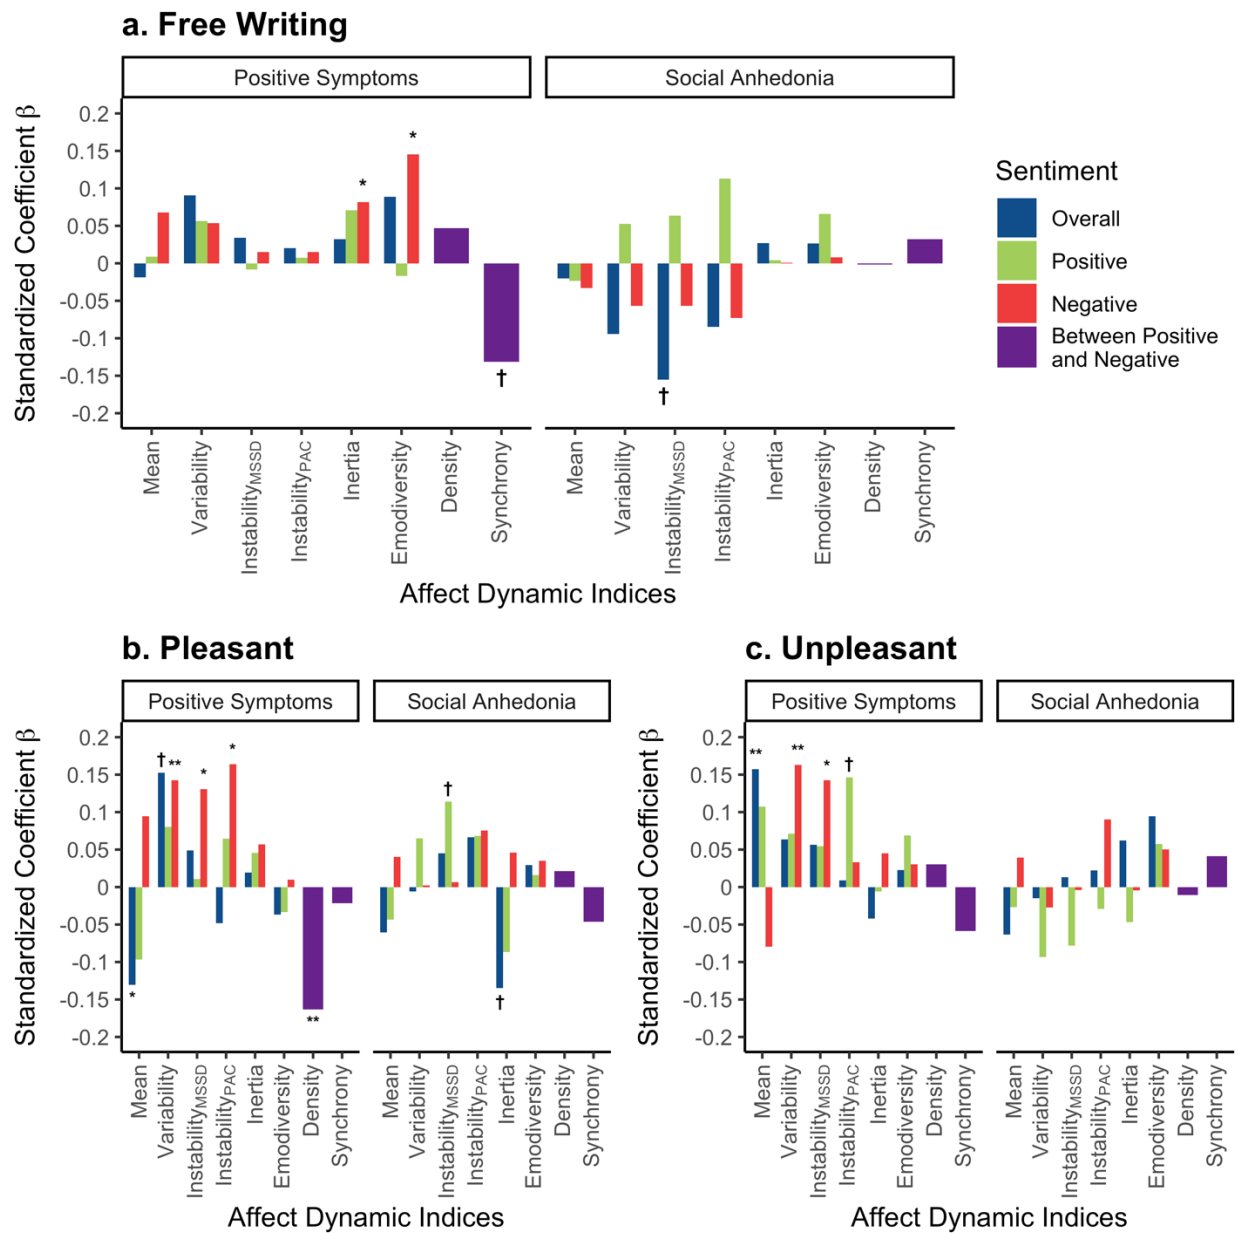 a. Free Writing
Positive Symptoms
Social Anhedonia
Standardized Coefficient β
0.2
0.15
0.1
0.05
0
-0.05
-0.1
-0.15
-0.2
*
*
†
†
Mean
Variability
InstabilityMSSD
InstabilityPAC
Inertia
Emodiversity
Density
Synchrony
Mean
Variability
InstabilityMSSD
InstabilityPAC
Inertia
Emodiversity
Density
Synchrony
Affect Dynamic Indices
Sentiment
Overall
Positive
Negative
Between Positive
and Negative
b. Pleasant
Positive Symptoms
Social Anhedonia
Standardized Coefficient β
0.2
0.15
0.1
0.05
0
-0.05
-0.1
-0.15
-0.2
*
†
**
*
*
**
†
†
Mean
Variability
InstabilityMSSD
InstabilityPAC
Inertia
Emodiversity
Density
Synchrony
Mean
Variability
InstabilityMSSD
InstabilityPAC
Inertia
Emodiversity
Density
Synchrony
Affect Dynamic Indices
c. Unpleasant
Positive Symptoms
Social Anhedonia
Standardized Coefficient β
0.2
0.15
0.1
0.05
0
-0.05
-0.1
-0.15
-0.2
**
**
*
†
Mean
Variability
InstabilityMSSD
InstabilityPAC
Inertia
Emodiversity
Density
Synchrony
Mean
Variability
InstabilityMSSD
InstabilityPAC
Inertia
Emodiversity
Density
Synchrony
Affect Dynamic Indices